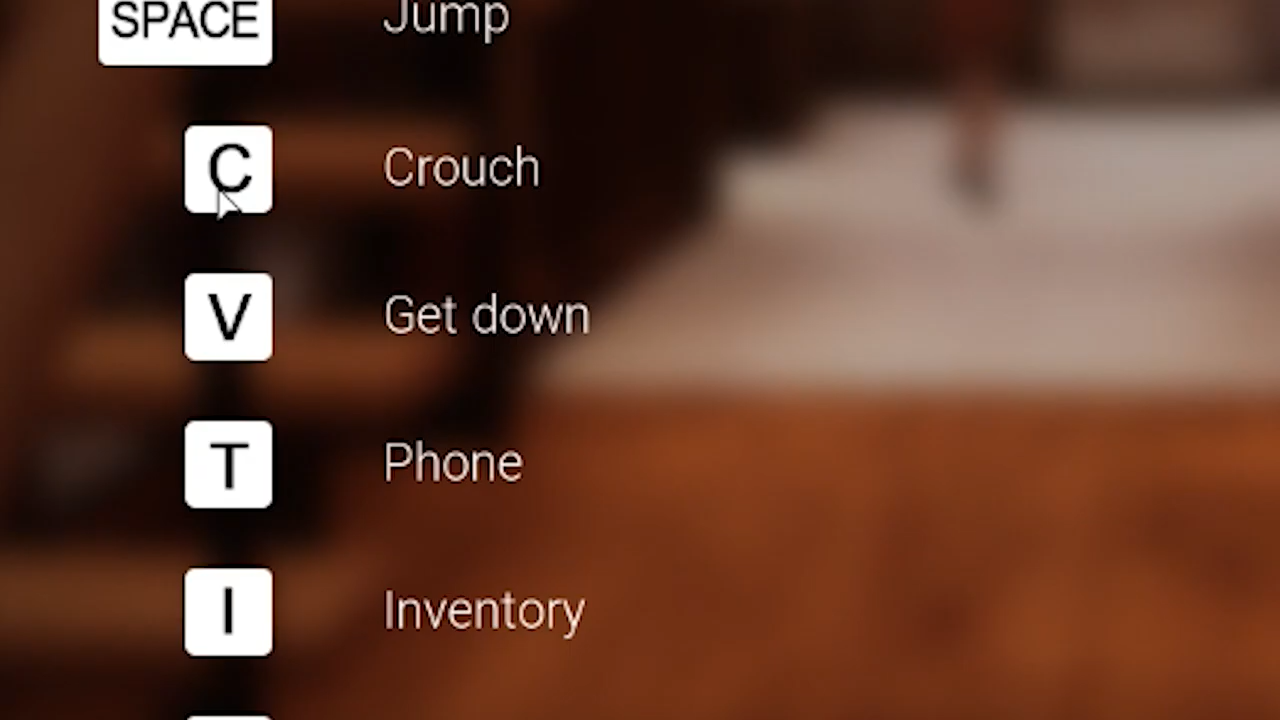 SPACE Jump
C Crouch
V Get down
T Phone
I Inventory